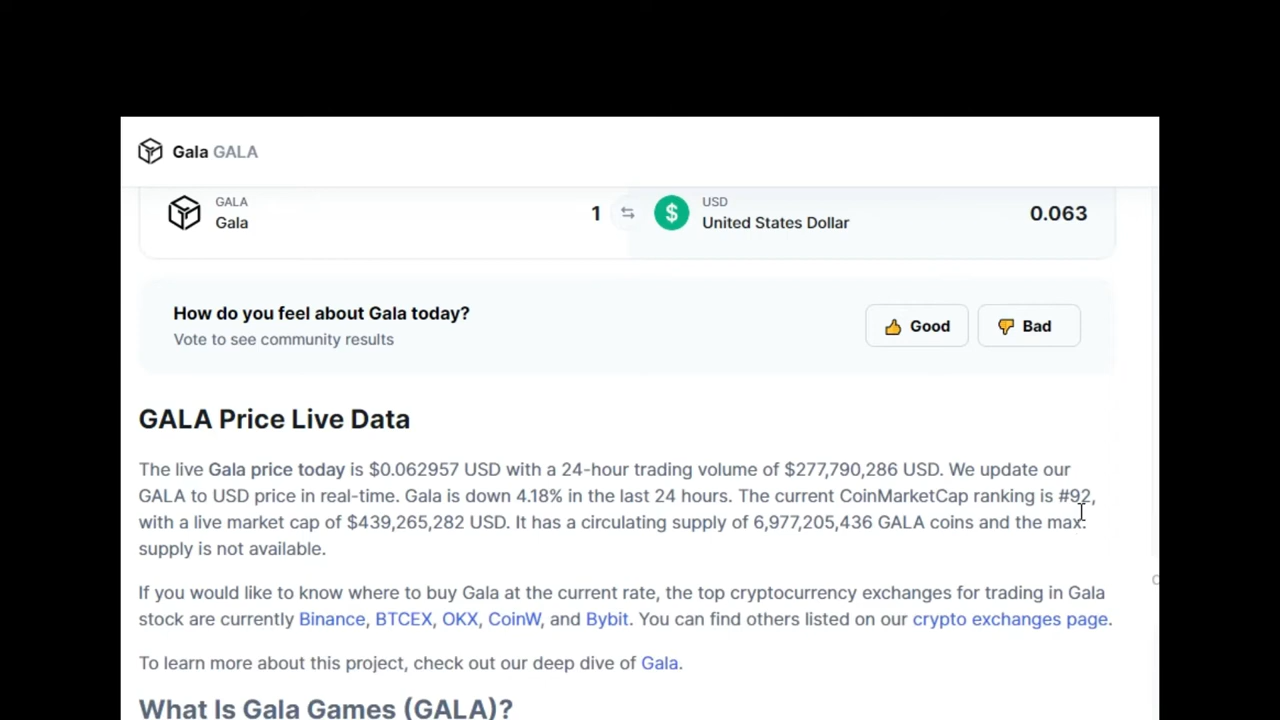 Gala GALA
GALA
Gala
1
USD
United States Dollar
0.063
How do you feel about Gala today?
Vote to see community results
Good
Bad
GALA Price Live Data
The live Gala price today is $0.062957 USD with a 24-hour trading volume of $277,790,286 USD. We update our
GALA to USD price in real-time. Gala is down 4.18% in the last 24 hours. The current CoinMarketCap ranking is #92,
with a live market cap of $439,265,282 USD. It has a circulating supply of 6,977,205,436 GALA coins and the max.
supply is not available.
If you would like to know where to buy Gala at the current rate, the top cryptocurrency exchanges for trading in Gala
stock are currently Binance, BTCEX, OKX, CoinW, and Bybit. You can find others listed on our crypto exchanges page.
To learn more about this project, check out our deep dive of Gala.
What Is Gala Games (GALA)?